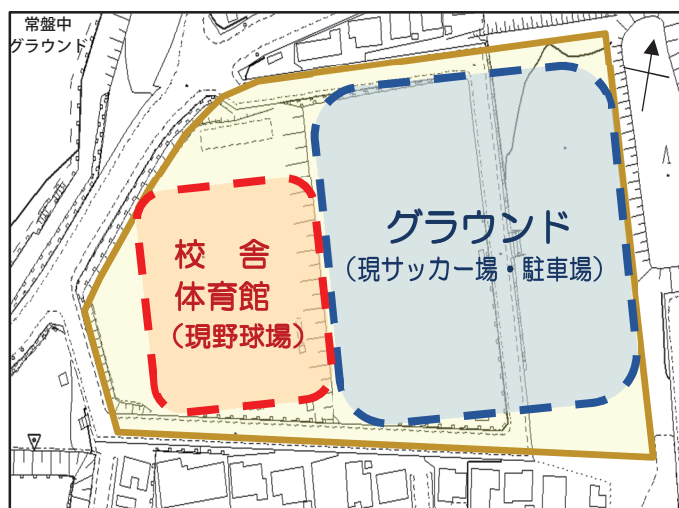 常盤中
グラウンド
グラウンド
（現サッカー場・駐車場）
校　舎
体育館
（現野球場）